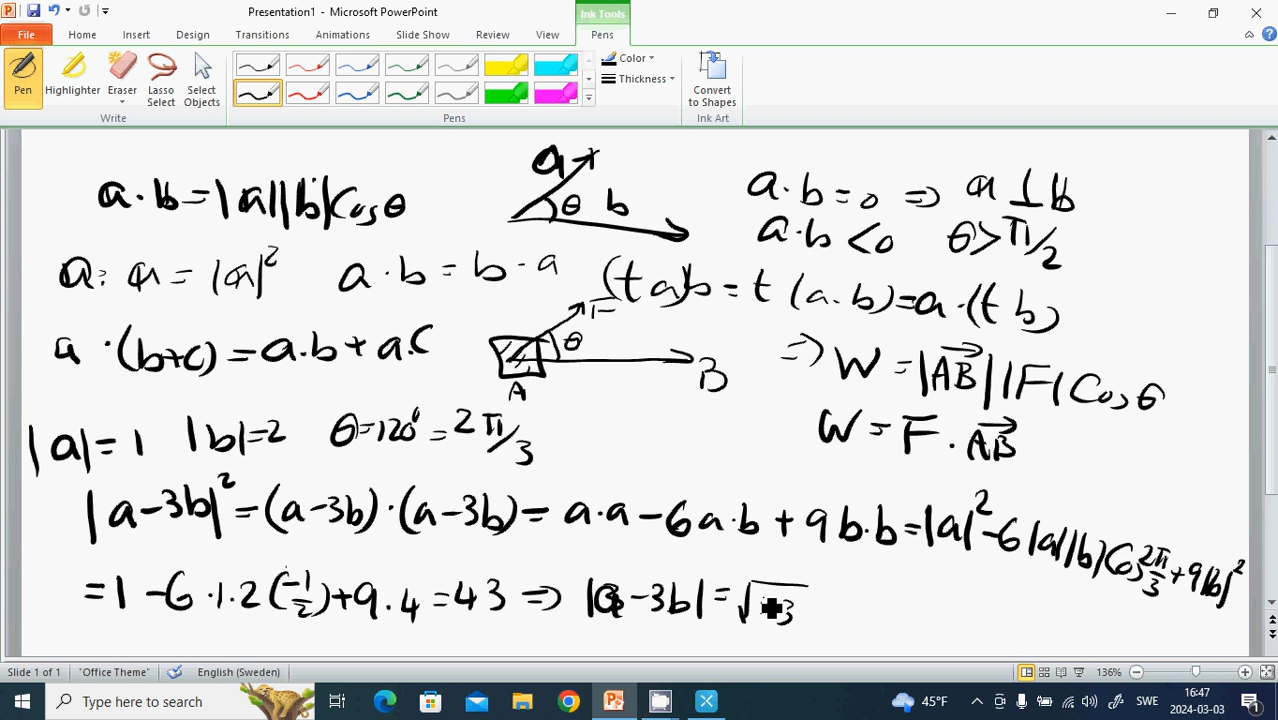 Presentation1 - Microsoft PowerPoint
Ink Tools
File Home Insert Design Transitions Animations Slide Show Review View Pens
Pen Highlighter Eraser Lasso Select Select Objects
Color
Thickness
Convert to Shapes
Write Pens Ink Art
a · b = |a||b| Cos θ
a θ b
a · b = 0 ⇒ a ⊥ b
a · b < 0 θ > π/2
a · a = |a|² a · b = b · a (t a) b = t (a · b) = a · (t b)
a · (b + c) = a.b + a.c
F θ A B
⇒ W = |AB⃗| |F| Cos θ
W = F · AB⃗
|a| = 1 |b| = 2 θ = 120° = 2π/3
|a - 3b|² = (a - 3b) · (a - 3b) = a · a - 6 a · b + 9 b · b = |a|² - 6 |a||b| Cos 2π/3 + 9|b|²
= 1 - 6 · 1 · 2 (-1/2) + 9 . 4 = 43 ⇒ |a - 3b| = √43
Slide 1 of 1 "Office Theme" English (Sweden) 136%
Type here to search 45°F SWE 16:47
2024-03-03